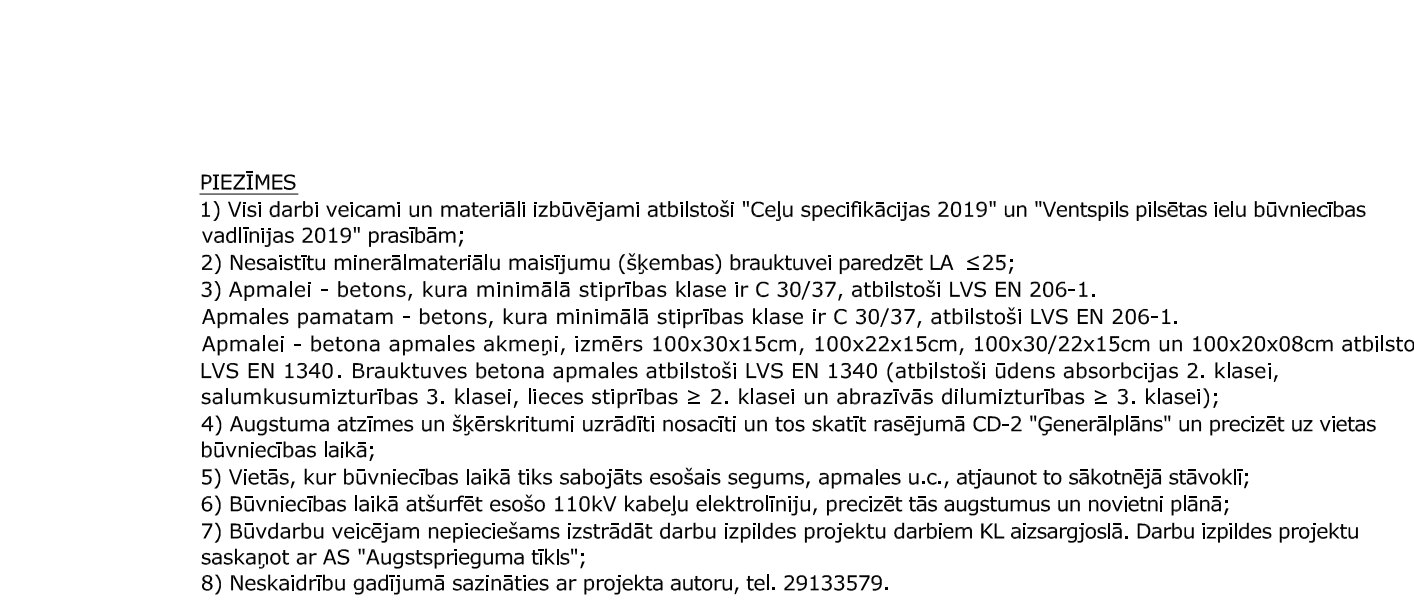 PIEZĪMES
1) Visi darbi veicami un materiāli izbūvējami atbilstoši "Ceļu specifikācijas 2019" un "Ventspils pilsētas ielu būvniecības
vadlīnijas 2019" prasībām;
2) Nesaistītu minerālmateriālu maisījumu (šķembas) brauktuvei paredzēt LA ≤25;
3) Apmalei - betons, kura minimālā stiprības klase ir C 30/37, atbilstoši LVS EN 206-1.
Apmales pamatam - betons, kura minimālā stiprības klase ir C 30/37, atbilstoši LVS EN 206-1.
Apmalei - betona apmales akmeņi, izmērs 100x30x15cm, 100x22x15cm, 100x30/22x15cm un 100x20x08cm atbilsto
LVS EN 1340. Brauktuves betona apmales atbilstoši LVS EN 1340 (atbilstoši ūdens absorbcijas 2. klasei,
salumkusumizturības 3. klasei, lieces stiprības ≥ 2. klasei un abrazīvās dilumizturības ≥ 3. klasei);
4) Augstuma atzīmes un šķērskritumi uzrādīti nosacīti un tos skatīt rasējumā CD-2 "Ģenerālplāns" un precizēt uz vietas
būvniecības laikā;
5) Vietās, kur būvniecības laikā tiks sabojāts esošais segums, apmales u.c., atjaunot to sākotnējā stāvoklī;
6) Būvniecības laikā atšurfēt esošo 110kV kabeļu elektrolīniju, precizēt tās augstumus un novietni plānā;
7) Būvdarbu veicējam nepieciešams izstrādāt darbu izpildes projektu darbiem KL aizsargjoslā. Darbu izpildes projektu
saskaņot ar AS "Augstsprieguma tīkls";
8) Neskaidrību gadījumā sazināties ar projekta autoru, tel. 29133579.